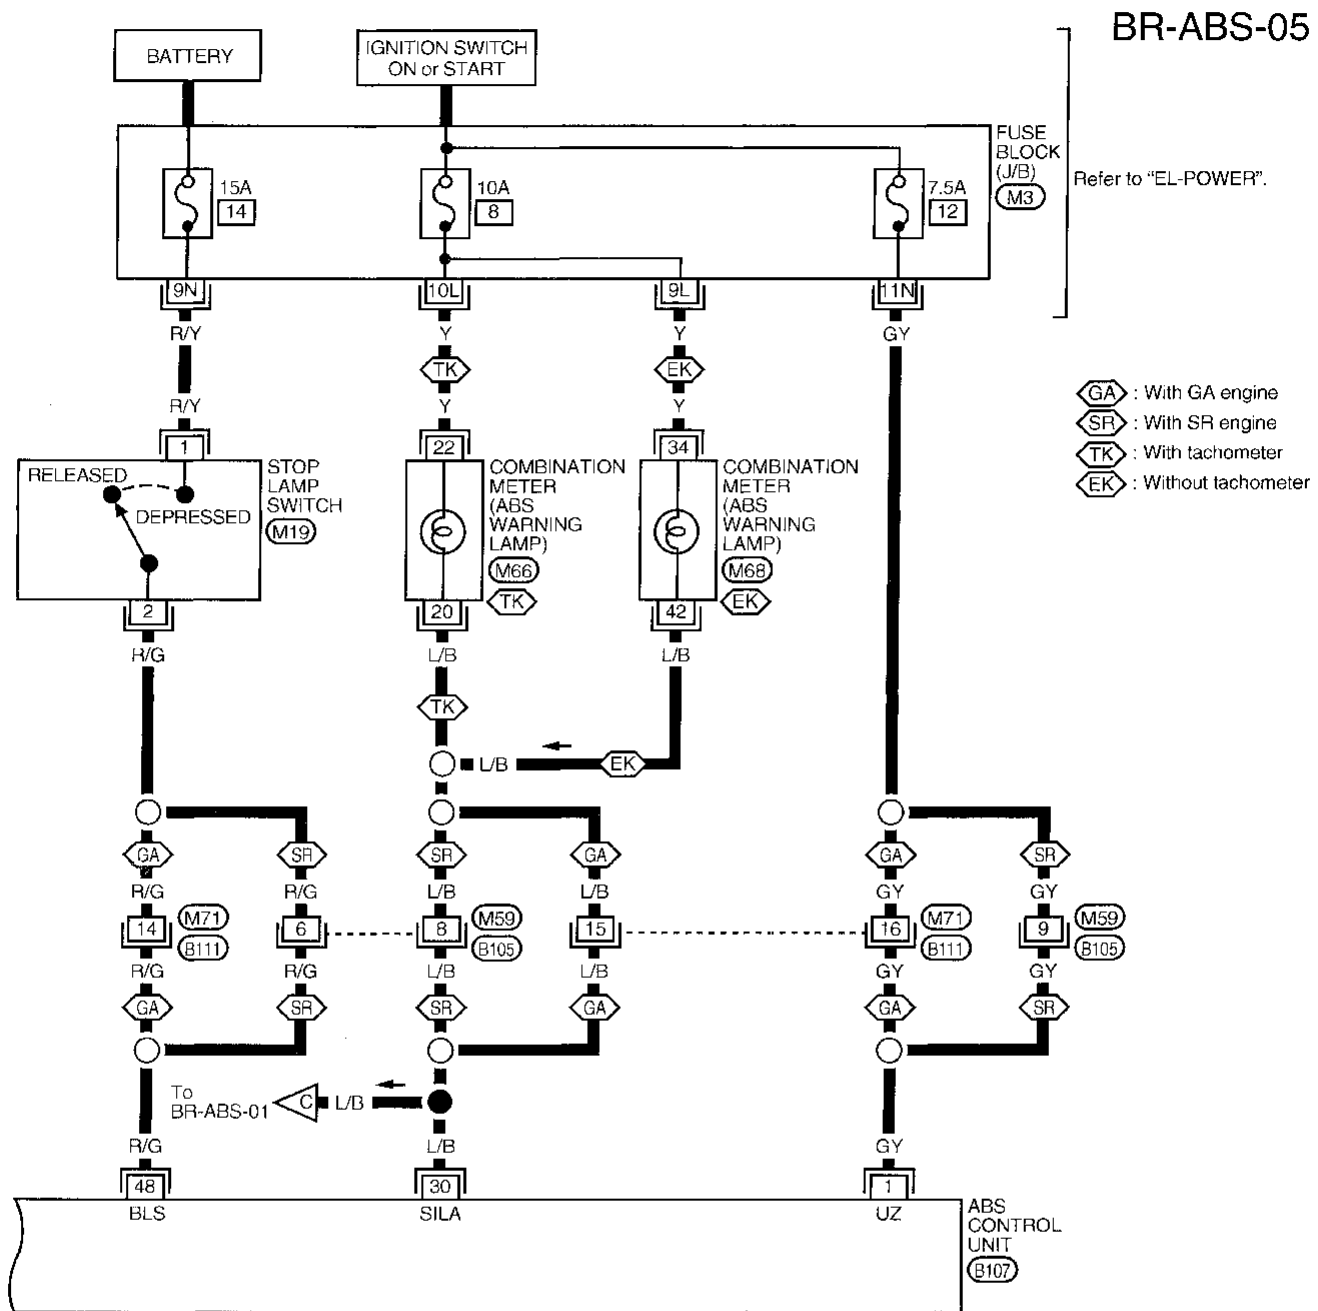 BR-ABS-05
BATTERY
IGNITION SWITCH
ON or START
FUSE
BLOCK
(J/B)
M3
Refer to “EL-POWER”.
15A
14
10A
8
7.5A
12
9N
10L
9L
11N
R/Y
Y
Y
GY
TK
EK
R/Y
Y
Y
GA : With GA engine
SR : With SR engine
TK : With tachometer
EK : Without tachometer
1
22
34
RELEASED
DEPRESSED
STOP
LAMP
SWITCH
M19
COMBINATION
METER
(ABS
WARNING
LAMP)
M66
TK
COMBINATION
METER
(ABS
WARNING
LAMP)
M68
EK
2
20
42
R/G
L/B
L/B
TK
L/B
EK
GA
SR
SR
GA
GA
SR
R/G
R/G
L/B
L/B
GY
GY
14
M71
B111
6
8
M59
B105
15
16
M71
B111
9
M59
B105
R/G
R/G
L/B
L/B
GY
GY
GA
SR
SR
GA
GA
SR
To
BR-ABS-01
C
L/B
R/G
L/B
GY
48
30
1
BLS
SILA
UZ
ABS
CONTROL
UNIT
B107